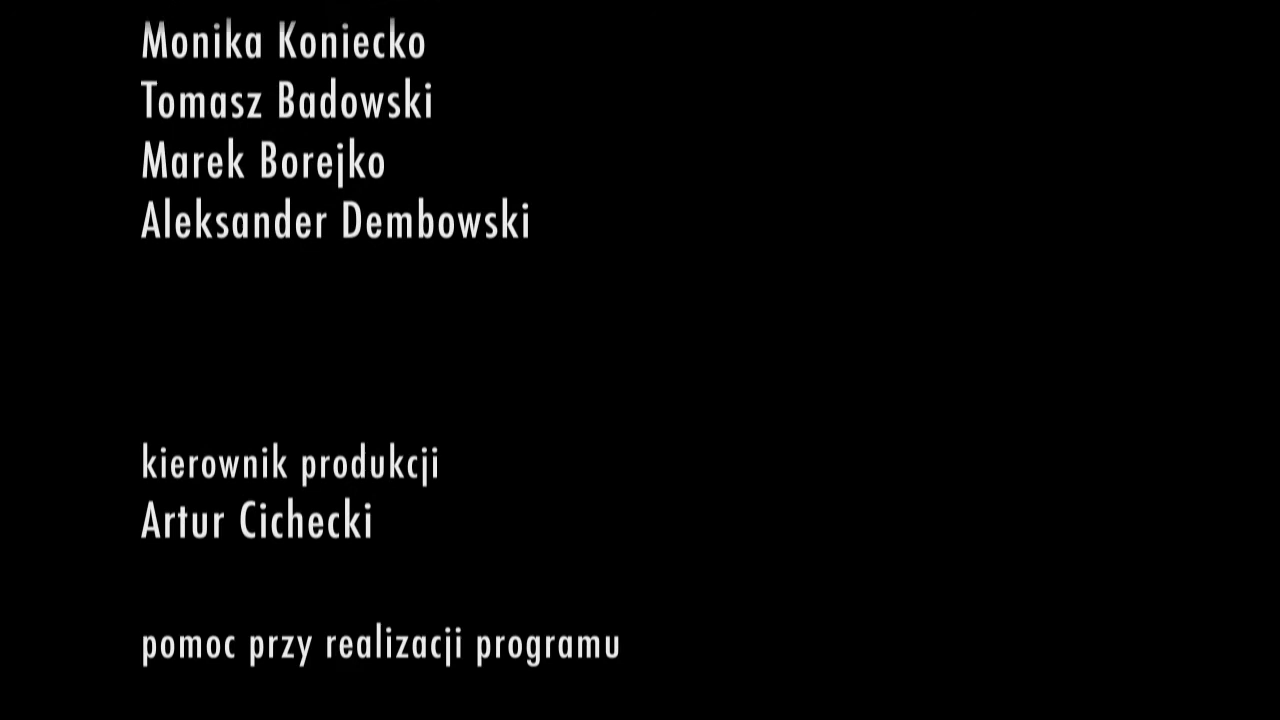 Monika Koniecko
Tomasz Badowski
Marek Borejko
Aleksander Dembowski
kierownik produkcji
Artur Cichecki
pomoc przy realizacji programu